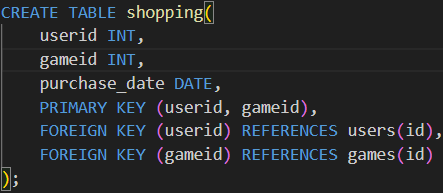 CREATE TABLE shopping(
    userid INT,
    gameid INT,
    purchase_date DATE,
    PRIMARY KEY (userid, gameid),
    FOREIGN KEY (userid) REFERENCES users(id),
    FOREIGN KEY (gameid) REFERENCES games(id)
);